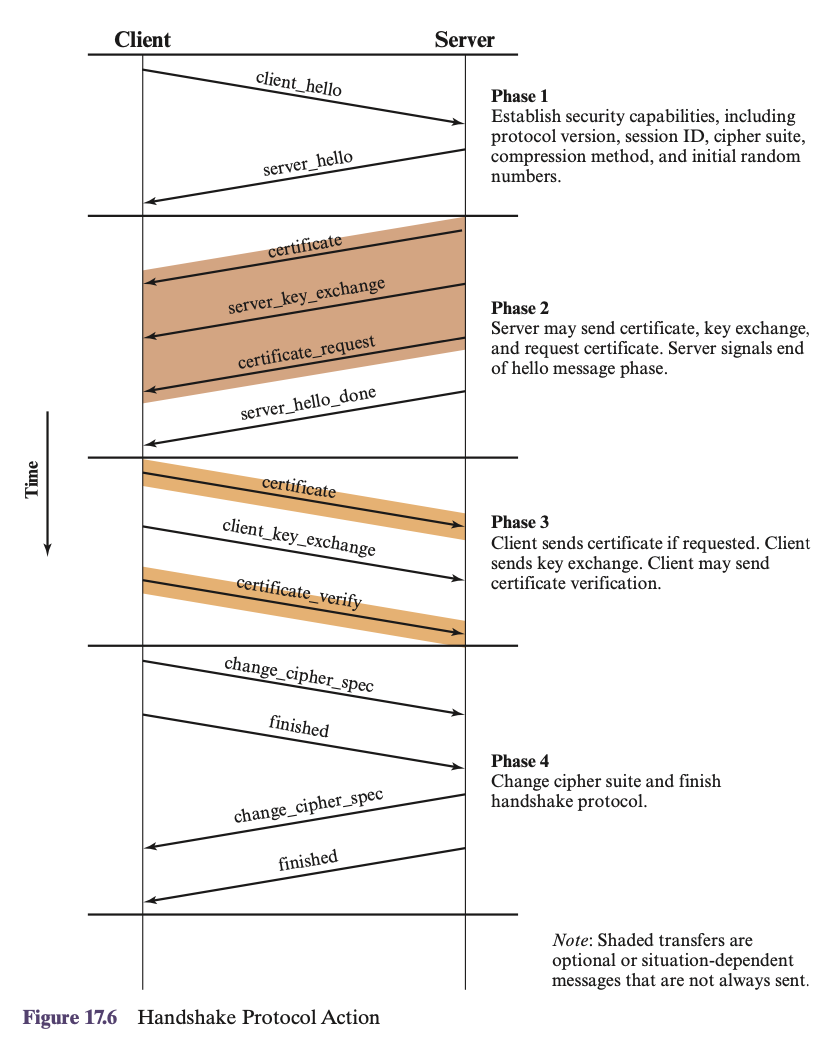 Client
Server
client_hello
server_hello
Phase 1
Establish security capabilities, including
protocol version, session ID, cipher suite,
compression method, and initial random
numbers.
certificate
server_key_exchange
certificate_request
server_hello_done
Phase 2
Server may send certificate, key exchange,
and request certificate. Server signals end
of hello message phase.
Time
certificate
client_key_exchange
certificate_verify
Phase 3
Client sends certificate if requested. Client
sends key exchange. Client may send
certificate verification.
change_cipher_spec
finished
change_cipher_spec
finished
Phase 4
Change cipher suite and finish
handshake protocol.
Note: Shaded transfers are
optional or situation-dependent
messages that are not always sent.
Figure 17.6 Handshake Protocol Action